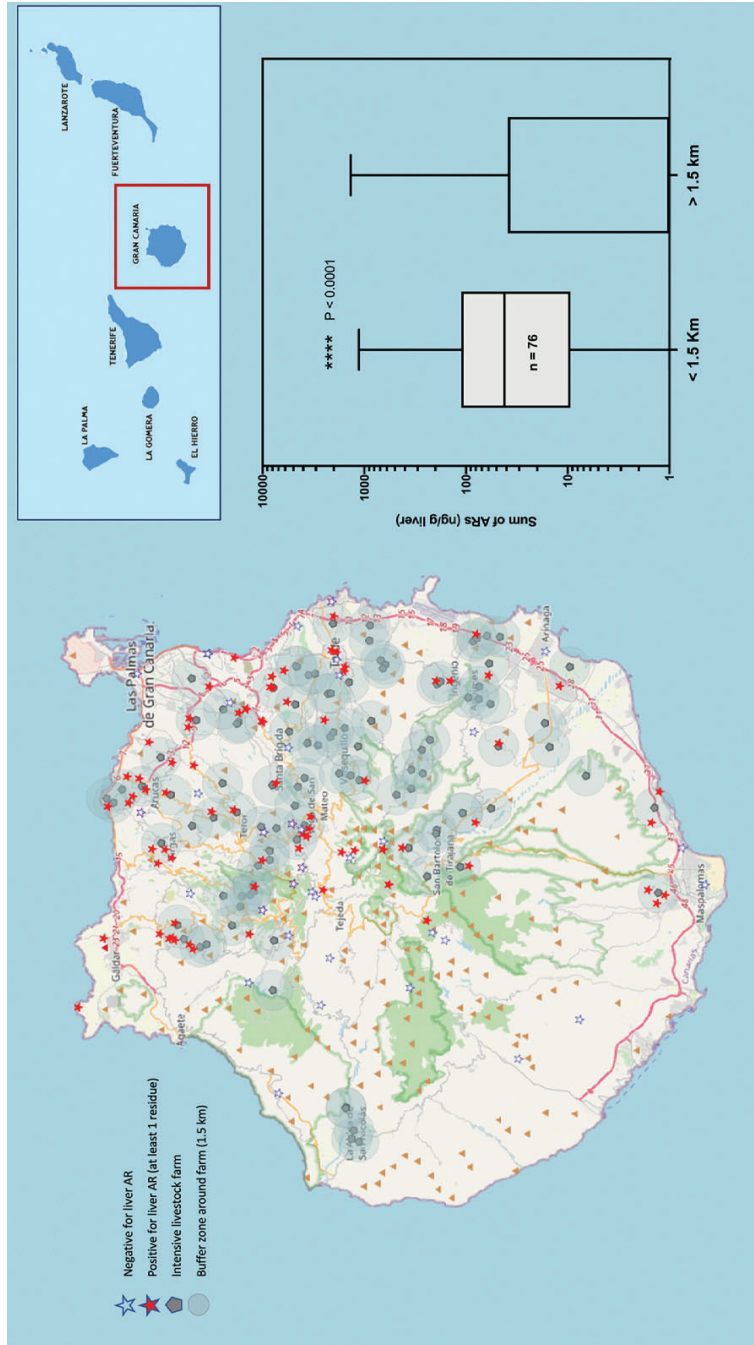 Negative for liver AR
Positive for liver AR (at least 1 residue)
Intensive livestock farm
Buffer zone around farm (1.5 km)
Las Palmas
de Gran Canaria
Gáldar
Agaete
Arucas
Teror
Santa Brígida
Mateo
Tejeda
Telde
Ingenio
Arinaga
San Bartolomé
de Tirajana
Maspalomas
LA PALMA
LA GOMERA
EL HIERRO
TENERIFE
GRAN CANARIA
FUERTEVENTURA
LANZAROTE
Sum of ARs (ng/g liver)
10000
1000
100
10
1
**** P < 0.0001
n = 76
< 1.5 Km
> 1.5 km